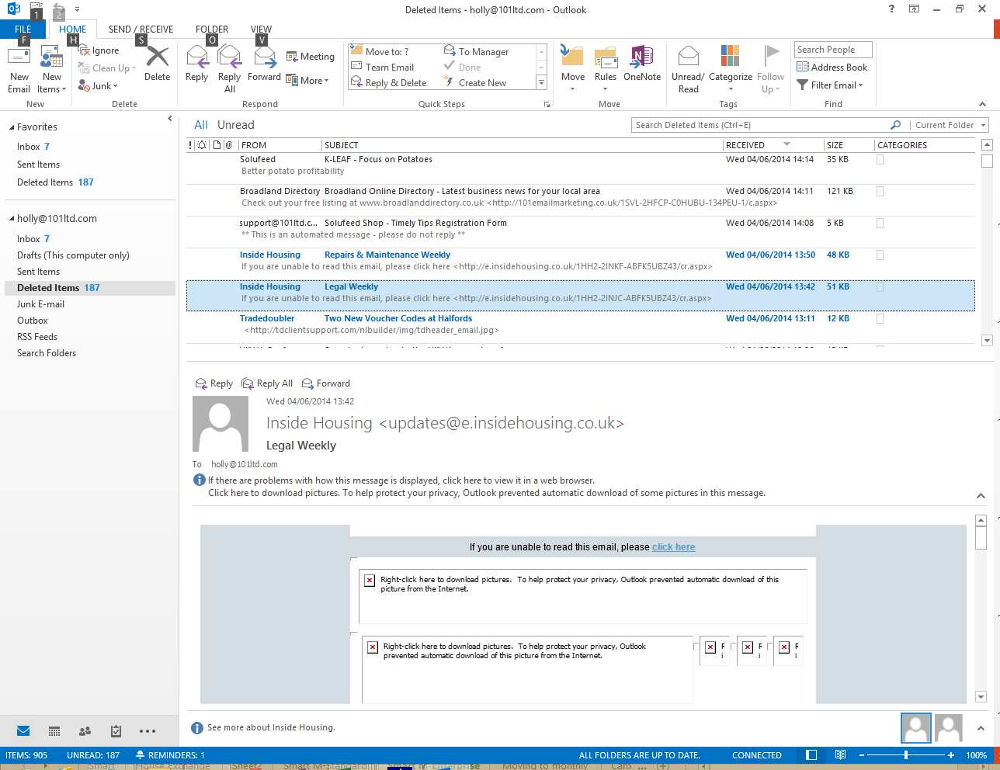 Deleted Items - holly@101ltd.com - Outlook
1 2
FILE HOME SEND / RECEIVE FOLDER VIEW
F H S O V
New Email
New Items
Ignore
Clean Up
Junk
Delete
Reply
Reply All
Forward
Meeting
More
Move to: ?
Team Email
Reply & Delete
To Manager
Done
Create New
Move
Rules
OneNote
Unread/ Read
Categorize
Follow Up
Search People
Address Book
Filter Email
New Delete Respond Quick Steps Move Tags Find
Favorites
Inbox 7
Sent Items
Deleted Items 187
holly@101ltd.com
Inbox 7
Drafts (This computer only)
Sent Items
Deleted Items 187
Junk E-mail
Outbox
RSS Feeds
Search Folders
All Unread
Search Deleted Items (Ctrl+E)
Current Folder
! FROM SUBJECT RECEIVED SIZE CATEGORIES
Solufeed K-LEAF - Focus on Potatoes Wed 04/06/2014 14:14 35 KB
Better potato profitability
Broadland Directory Broadland Online Directory - Latest business news for your local area Wed 04/06/2014 14:11 121 KB
Check out your free listing at www.broadlanddirectory.co.uk <http://101emailmarketing.co.uk/1SVL-2HFCP-C0HUBU-134PEU-1/c.aspx>
support@101ltd.c... Solufeed Shop - Timely Tips Registration Form Wed 04/06/2014 14:08 5 KB
** This is an automated message - please do not reply **
Inside Housing Repairs & Maintenance Weekly Wed 04/06/2014 13:50 48 KB
If you are unable to read this email, please click here <http://e.insidehousing.co.uk/1HH2-2INKF-ABFK5UBZ43/cr.aspx>
Inside Housing Legal Weekly Wed 04/06/2014 13:42 51 KB
If you are unable to read this email, please click here <http://e.insidehousing.co.uk/1HH2-2INJC-ABFK5UBZ43/cr.aspx>
Tradedoubler Two New Voucher Codes at Halfords Wed 04/06/2014 13:11 12 KB
<http://tdclientsupport.com/nlbuilder/img/tdheader_email.jpg>
Reply Reply All Forward
Wed 04/06/2014 13:42
Inside Housing <updates@e.insidehousing.co.uk>
Legal Weekly
To holly@101ltd.com
If there are problems with how this message is displayed, click here to view it in a web browser.
Click here to download pictures. To help protect your privacy, Outlook prevented automatic download of some pictures in this message.
If you are unable to read this email, please click here
Right-click here to download pictures. To help protect your privacy, Outlook prevented automatic download of this
picture from the Internet.
Right-click here to download pictures. To help protect your privacy, Outlook
prevented automatic download of this picture from the Internet.
R R R
i i i
See more about Inside Housing.
ITEMS: 905 UNREAD: 187 REMINDERS: 1 ALL FOLDERS ARE UP TO DATE. CONNECTED 100%
Smart House Exchange Sheet2 Smart M-Standard Smart M-Enterprise Moving to monthly